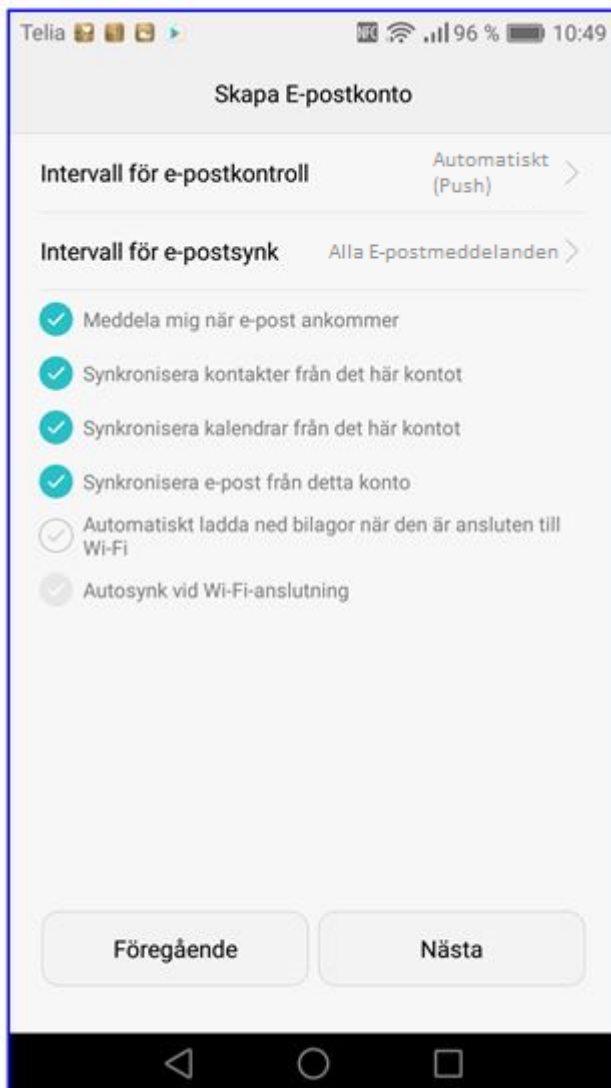 Telia NFC 96 % 10:49
Skapa E-postkonto
Intervall för e-postkontroll Automatiskt
(Push)
Intervall för e-postsynk Alla E-postmeddelanden
Meddela mig när e-post ankommer
Synkronisera kontakter från det här kontot
Synkronisera kalendrar från det här kontot
Synkronisera e-post från detta konto
Automatiskt ladda ned bilagor när den är ansluten till
Wi-Fi
Autosynk vid Wi-Fi-anslutning
Föregående Nästa